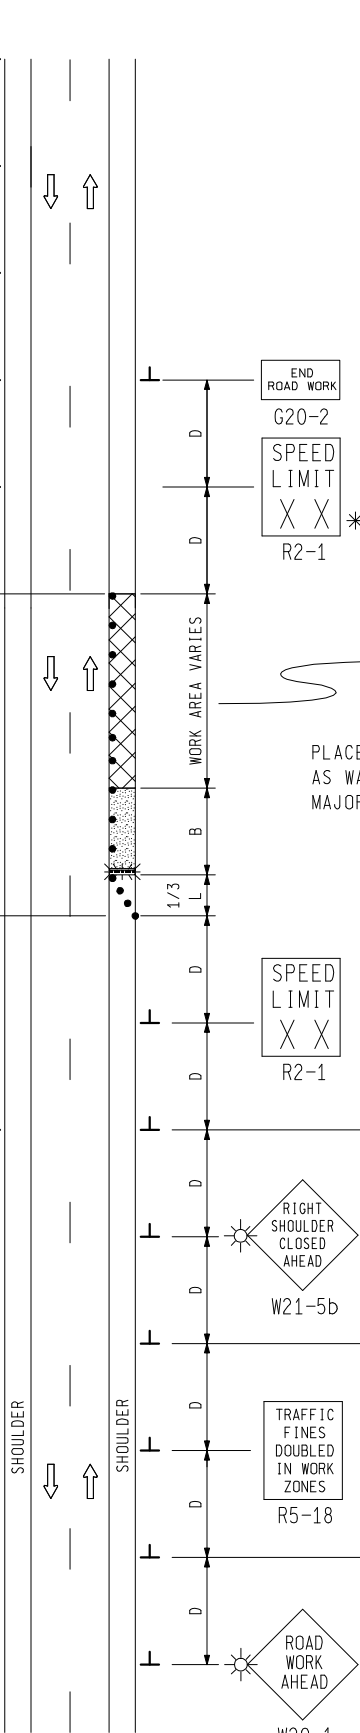 END
ROAD WORK
G20-2
D
SPEED
LIMIT
X X
*
R2-1
D
WORK AREA VARIES
PLACE
AS WA
MAJOR
B
1/3 L
D
SPEED
LIMIT
X X
R2-1
D
D
RIGHT
SHOULDER
CLOSED
AHEAD
W21-5b
D
SHOULDER
SHOULDER
D
TRAFFIC
FINES
DOUBLED
IN WORK
ZONES
R5-18
D
D
ROAD
WORK
AHEAD
W20-1